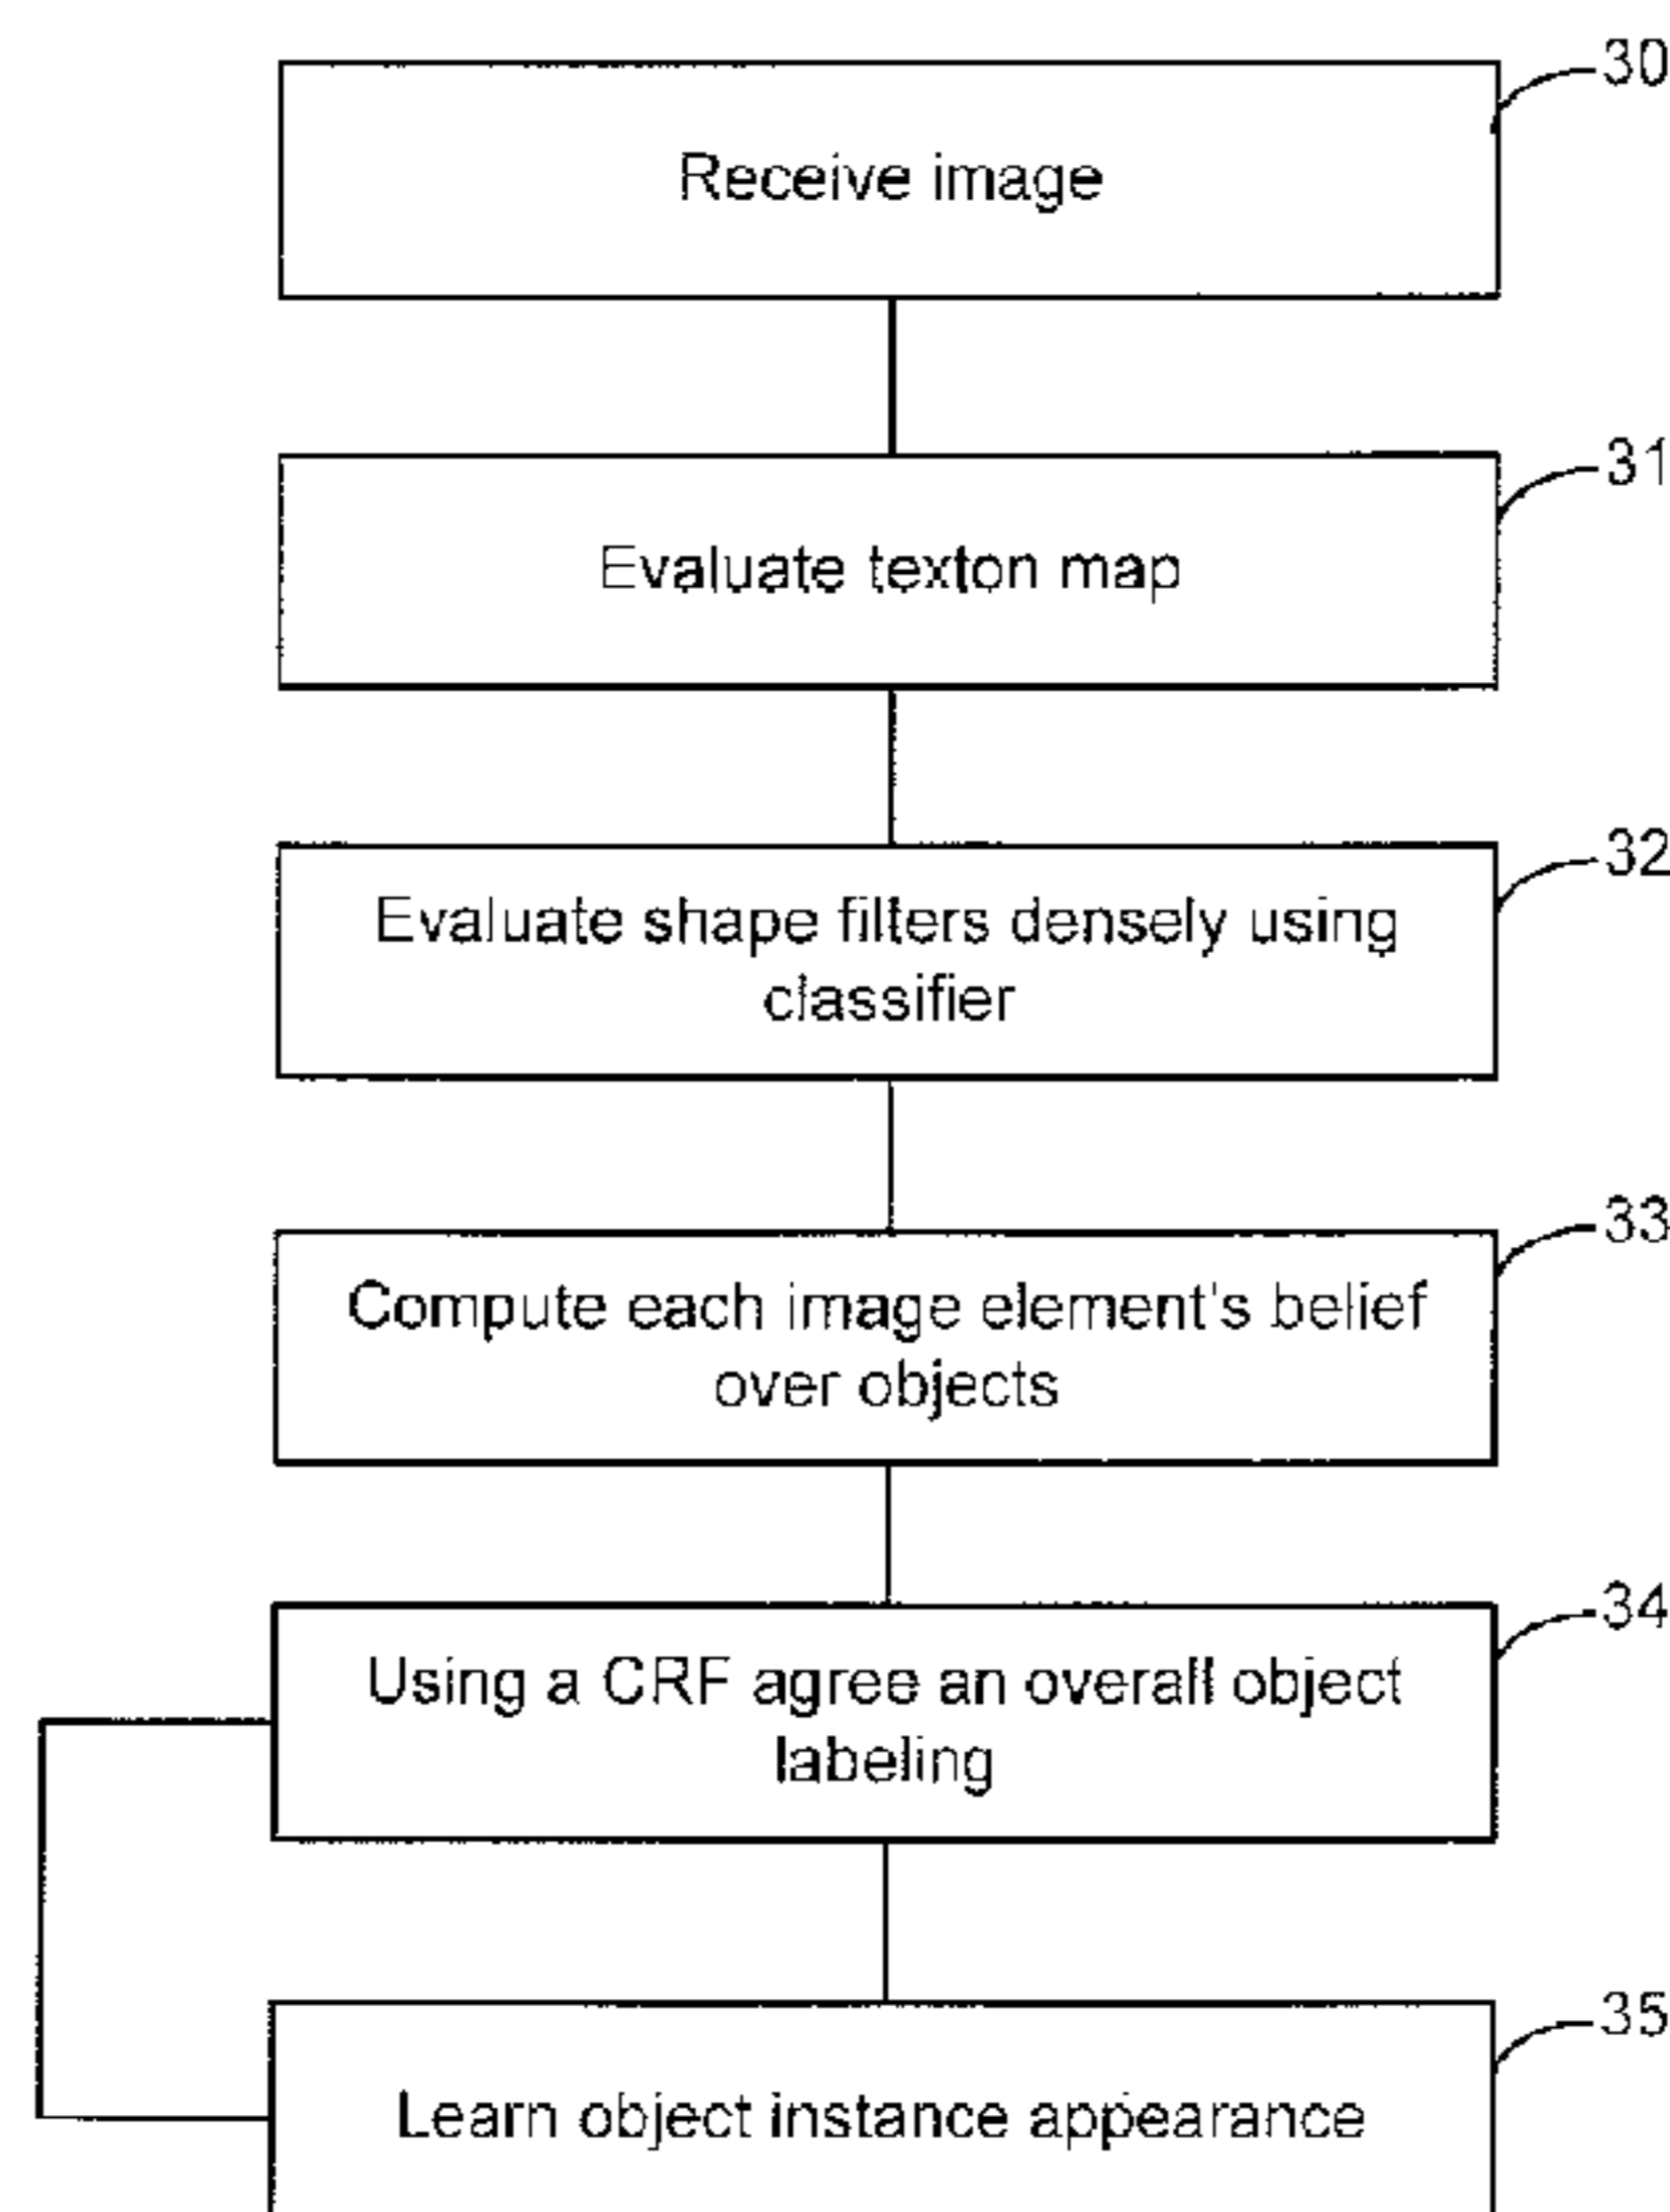 30
Receive image
31
Evaluate texton map
32
Evaluate shape filters densely using
classifier
33
Compute each image element's belief
over objects
34
Using a CRF agree an overall object
labeling
35
Learn object instance appearance